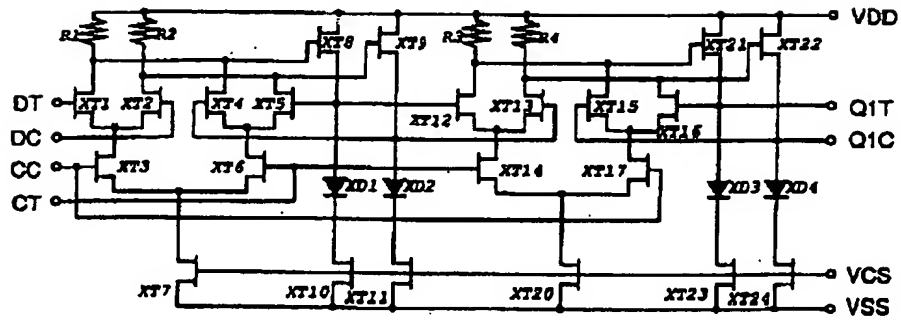 VDD
R1 R2 XT8 XT9 R3 R4 XT21 XT22
DT XT1 XT2 XT4 XT5 XT12 XT13 XT15 XT16 Q1T
DC Q1C
CC XT3 XT6 XT14 XT17
CT XD1 XD2 XD3 XD4
XT7 XT10 XT11 XT20 XT23 XT24 VCS
VSS